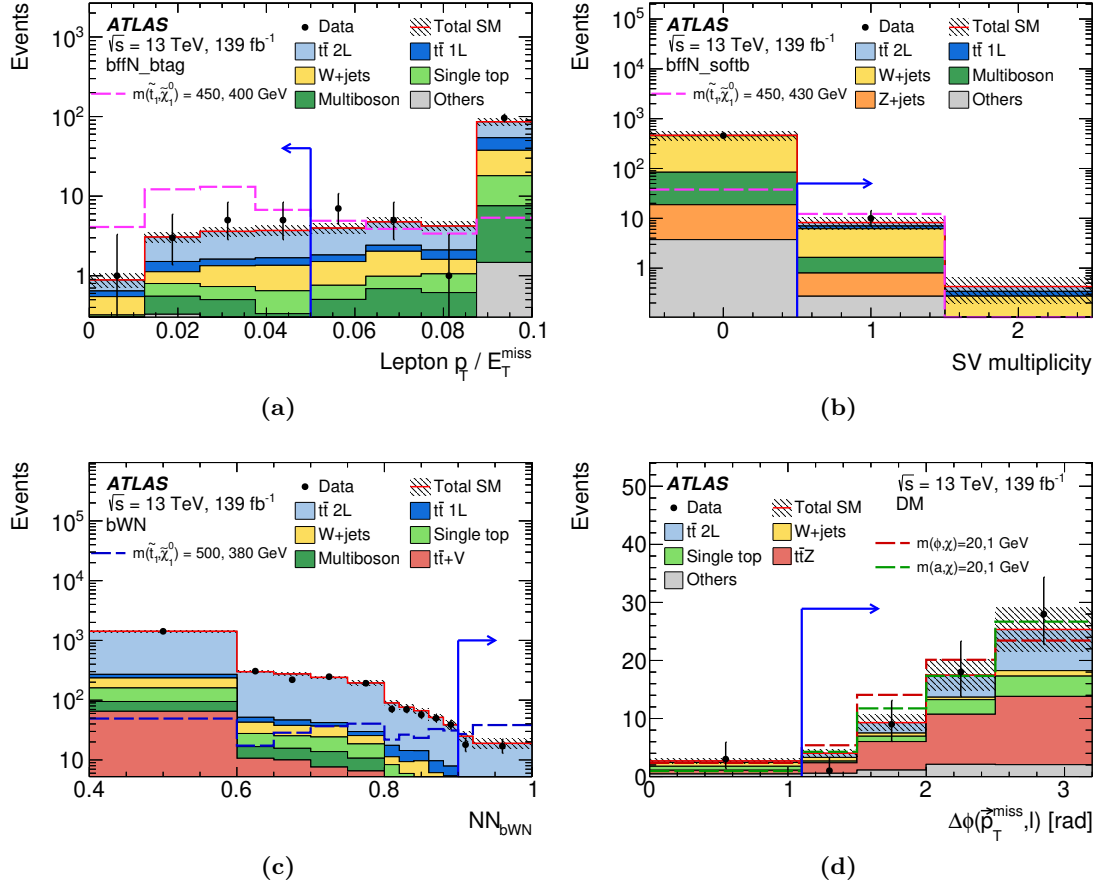 Events
ATLAS
√s = 13 TeV, 139 fb⁻¹
bffN_btag
Data
Total SM
tt̄ 2L
tt̄ 1L
W+jets
Single top
Multiboson
Others
m(t̃₁,χ̃₁⁰) = 450, 400 GeV
10³
10²
10
1
0 0.02 0.04 0.06 0.08 0.1
Lepton p_T / E_T^miss
(a)
Events
ATLAS
√s = 13 TeV, 139 fb⁻¹
bffN_softb
Data
Total SM
tt̄ 2L
tt̄ 1L
W+jets
Multiboson
Z+jets
Others
m(t̃₁,χ̃₁⁰) = 450, 430 GeV
10⁵
10⁴
10³
10²
10
1
0 1 2
SV multiplicity
(b)
Events
ATLAS
√s = 13 TeV, 139 fb⁻¹
bWN
Data
Total SM
tt̄ 2L
tt̄ 1L
W+jets
Single top
Multiboson
tt̄+V
m(t̃₁,χ̃₁⁰) = 500, 380 GeV
10⁵
10⁴
10³
10²
10
0.4 0.6 0.8 1
NN_bWN
(c)
Events
ATLAS
√s = 13 TeV, 139 fb⁻¹
DM
Data
Total SM
tt̄ 2L
W+jets
Single top
tt̄Z
Others
m(φ,χ)=20,1 GeV
m(a,χ)=20,1 GeV
50
40
30
20
10
0
0 1 2 3
Δϕ(p⃗_T^miss,l) [rad]
(d)